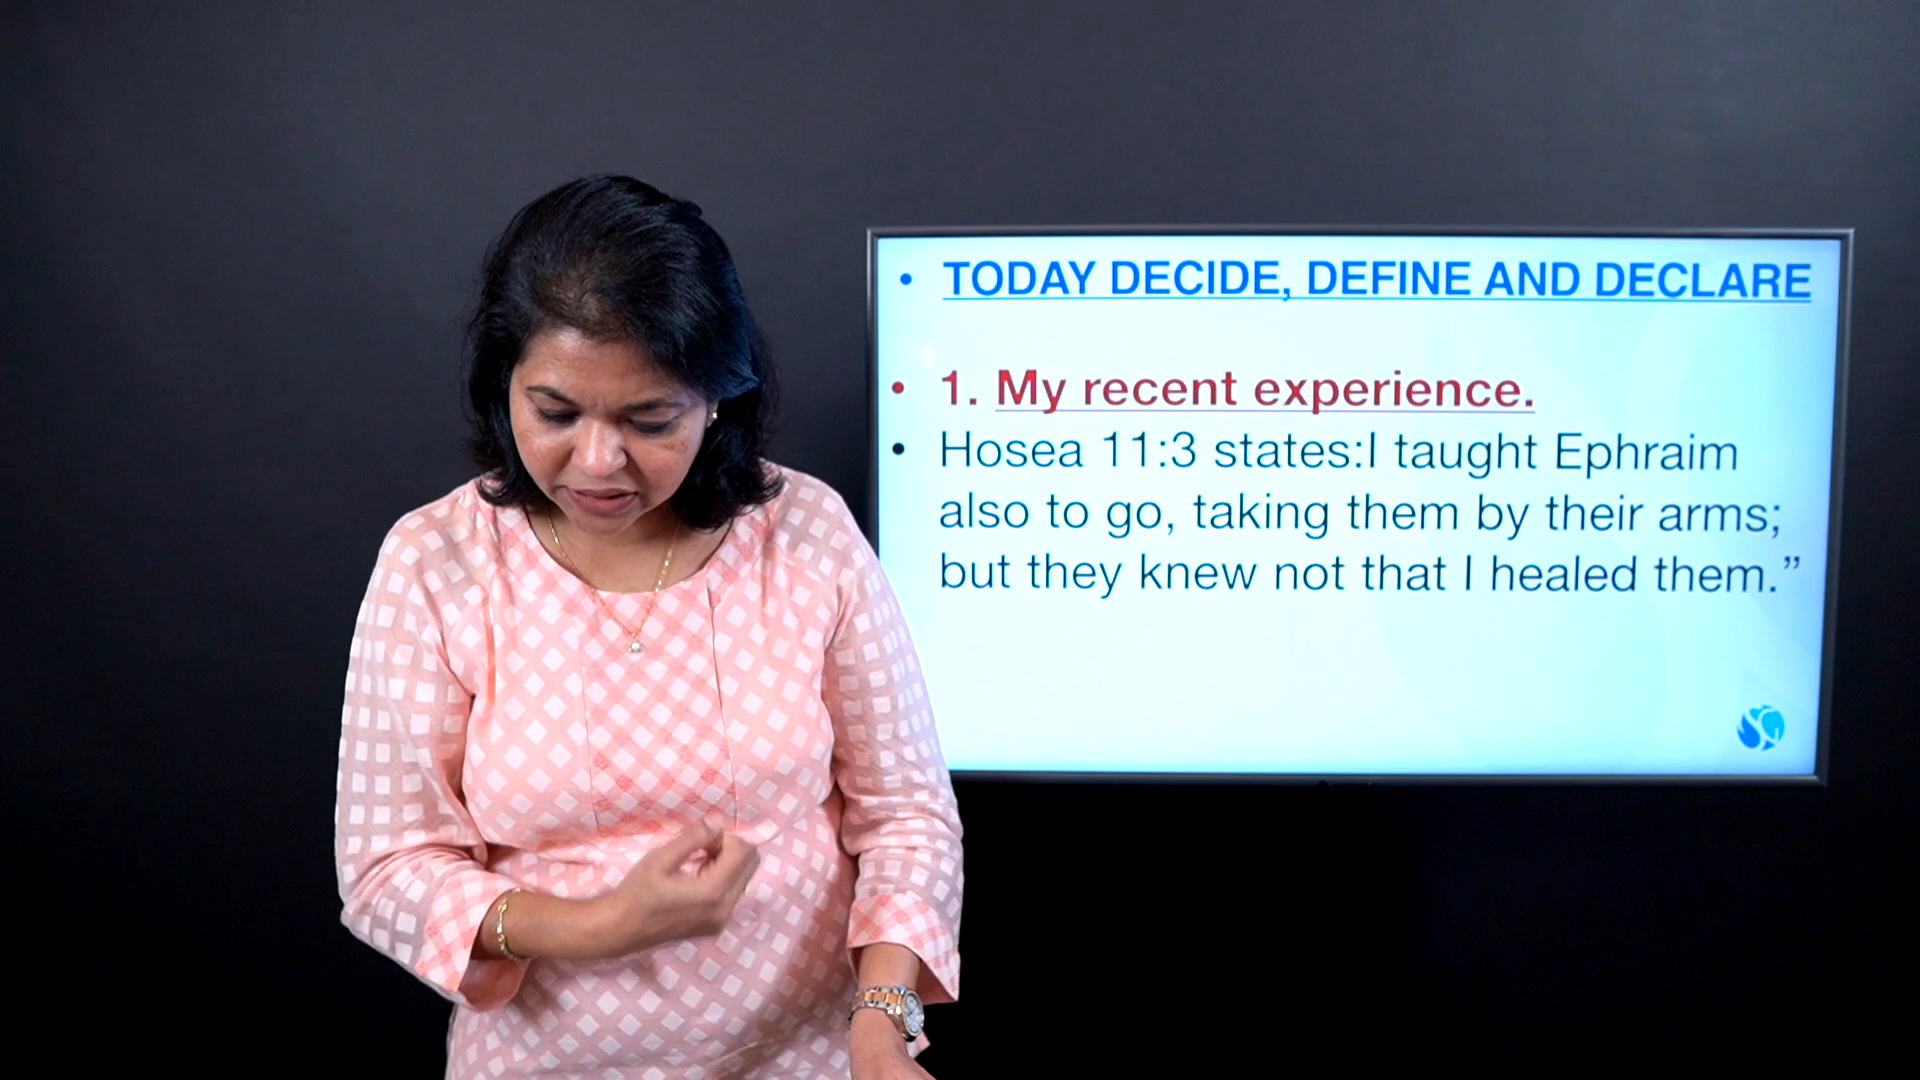 • TODAY DECIDE, DEFINE AND DECLARE
• 1. My recent experience.
• Hosea 11:3 states:I taught Ephraim
also to go, taking them by their arms;
but they knew not that I healed them.”